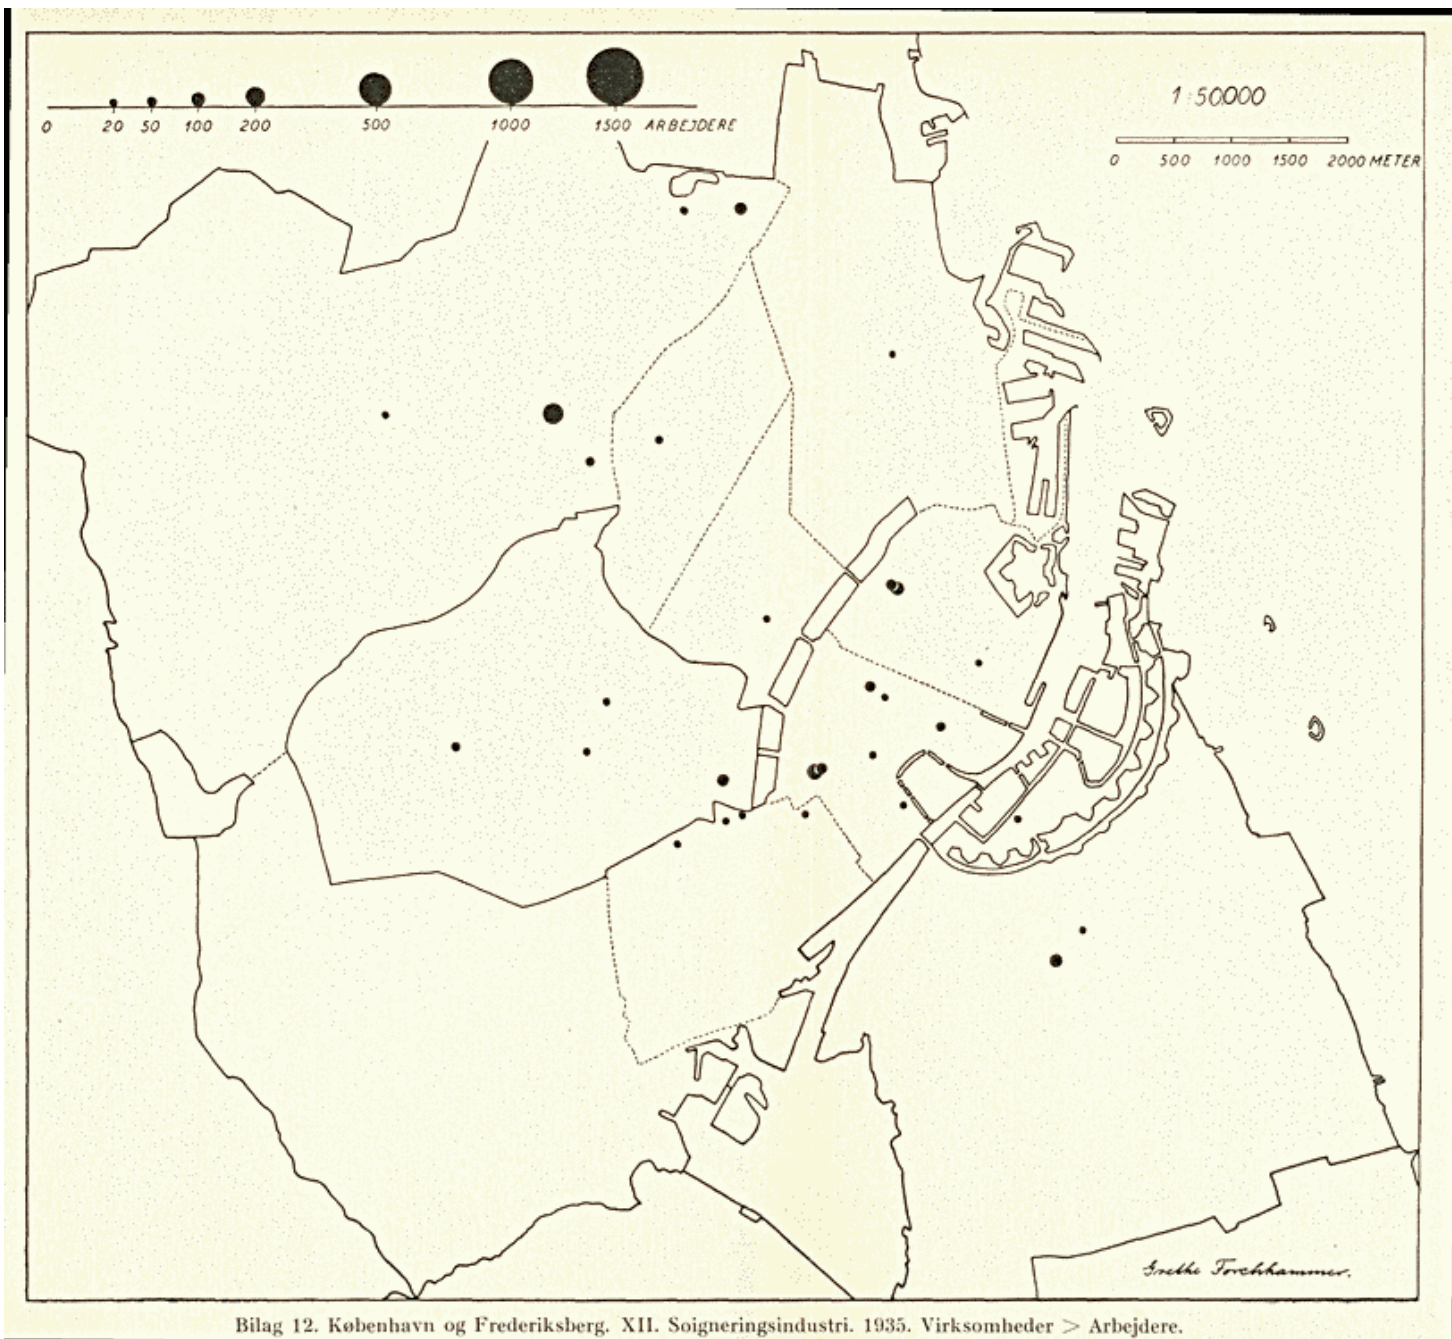 0 20 50 100 200 500 1000 1500 ARBEJDERE
1:50000
0 500 1000 1500 2000 METER
Grethe Forchhammer.
Bilag 12. København og Frederiksberg. XII. Soigneringsindustri. 1935. Virksomheder > Arbejdere.